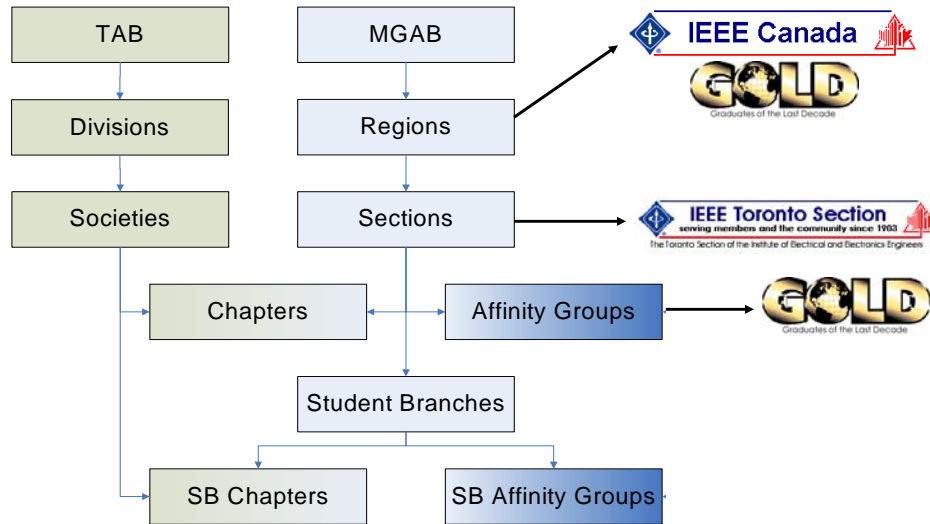 TAB
MGAB
IEEE Canada
GOLD
Graduates of the Last Decade
Divisions
Regions
Societies
Sections
IEEE Toronto Section
serving members and the community since 1903
The Toronto Section of the Institute of Electrical and Electronics Engineers
Chapters
Affinity Groups
GOLD
Graduates of the Last Decade
Student Branches
SB Chapters
SB Affinity Groups